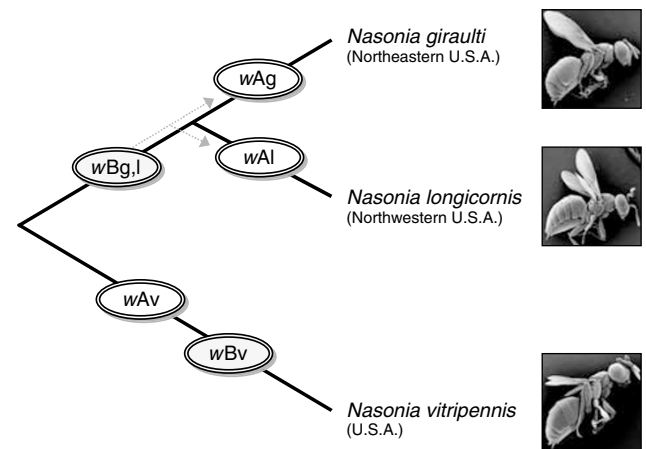 Nasonia giraulti
(Northeastern U.S.A.)
wAg
wBg,l
wAl
Nasonia longicornis
(Northwestern U.S.A.)
wAv
wBv
Nasonia vitripennis
(U.S.A.)